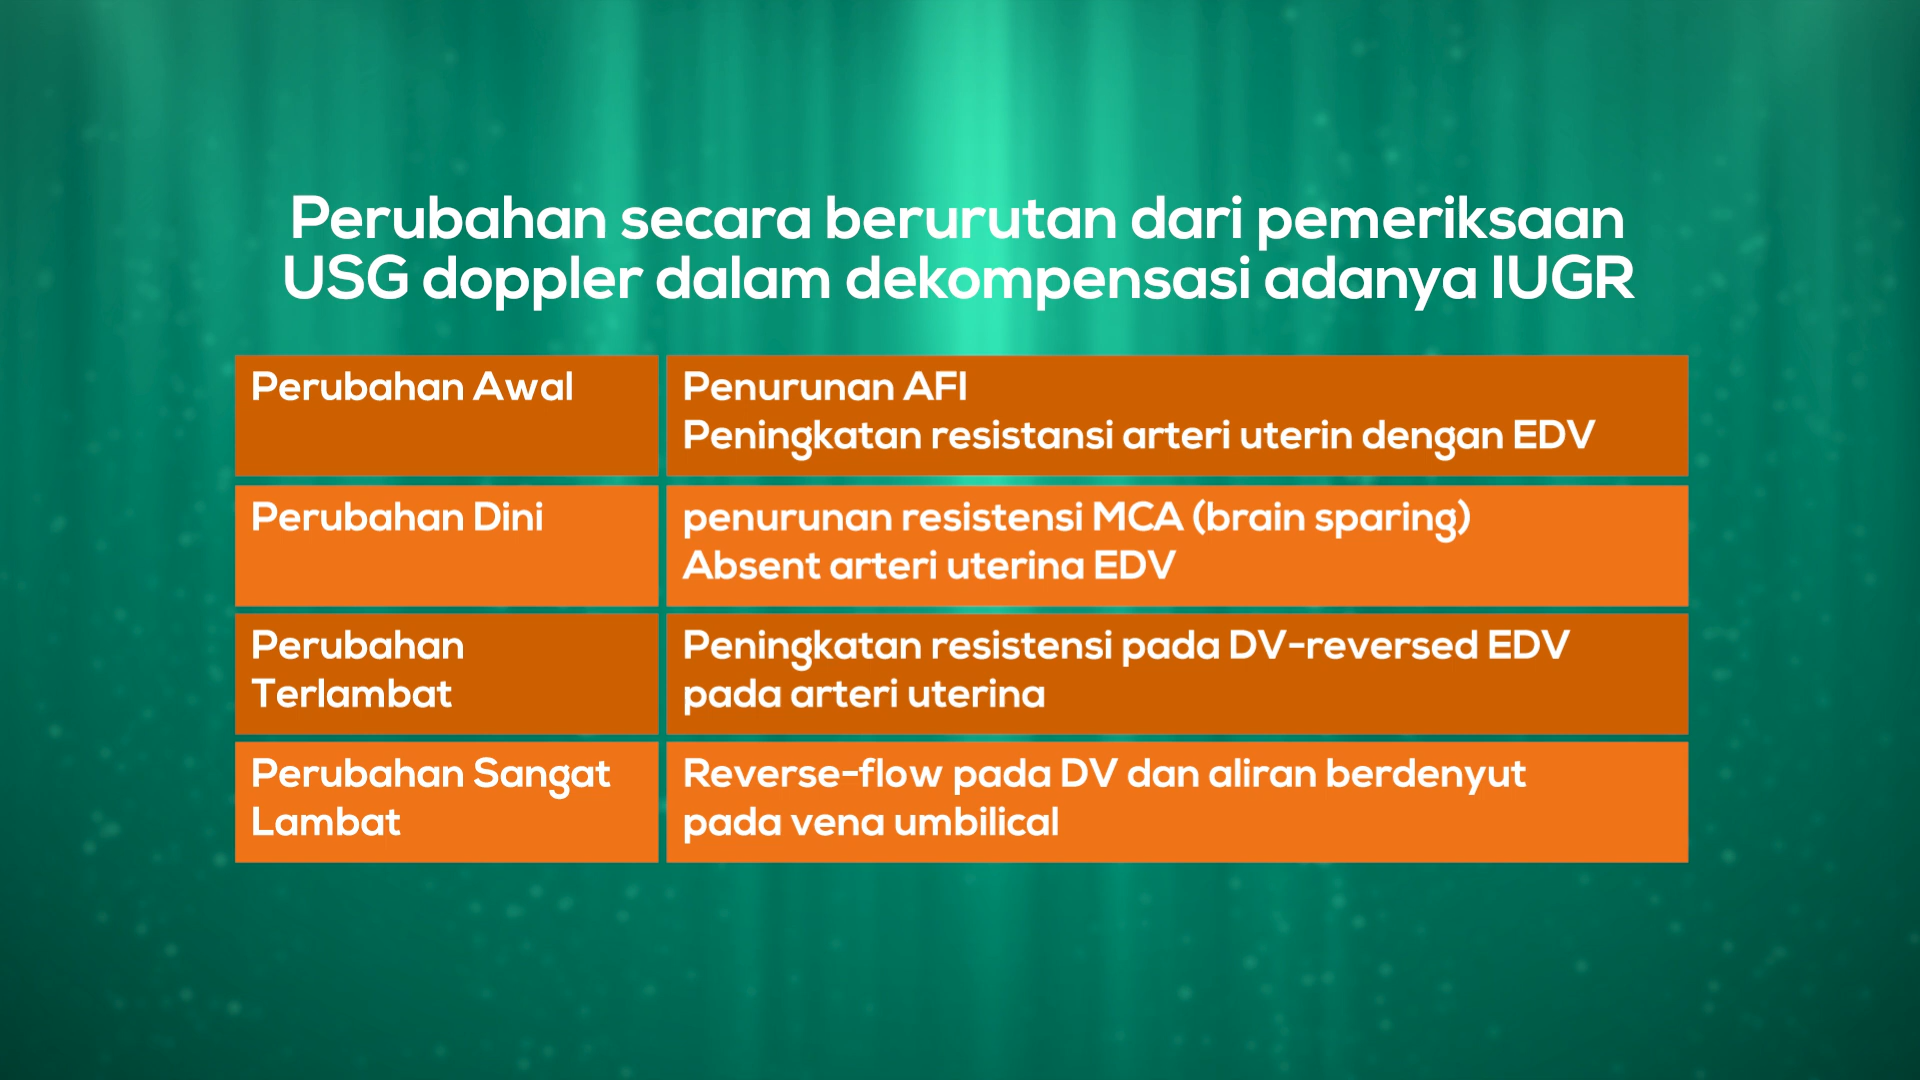 Perubahan secara berurutan dari pemeriksaan
USG doppler dalam dekompensasi adanya IUGR
Perubahan Awal
Penurunan AFI
Peningkatan resistansi arteri uterin dengan EDV
Perubahan Dini
penurunan resistensi MCA (brain sparing)
Absent arteri uterina EDV
Perubahan
Terlambat
Peningkatan resistensi pada DV-reversed EDV
pada arteri uterina
Perubahan Sangat
Lambat
Reverse-flow pada DV dan aliran berdenyut
pada vena umbilical